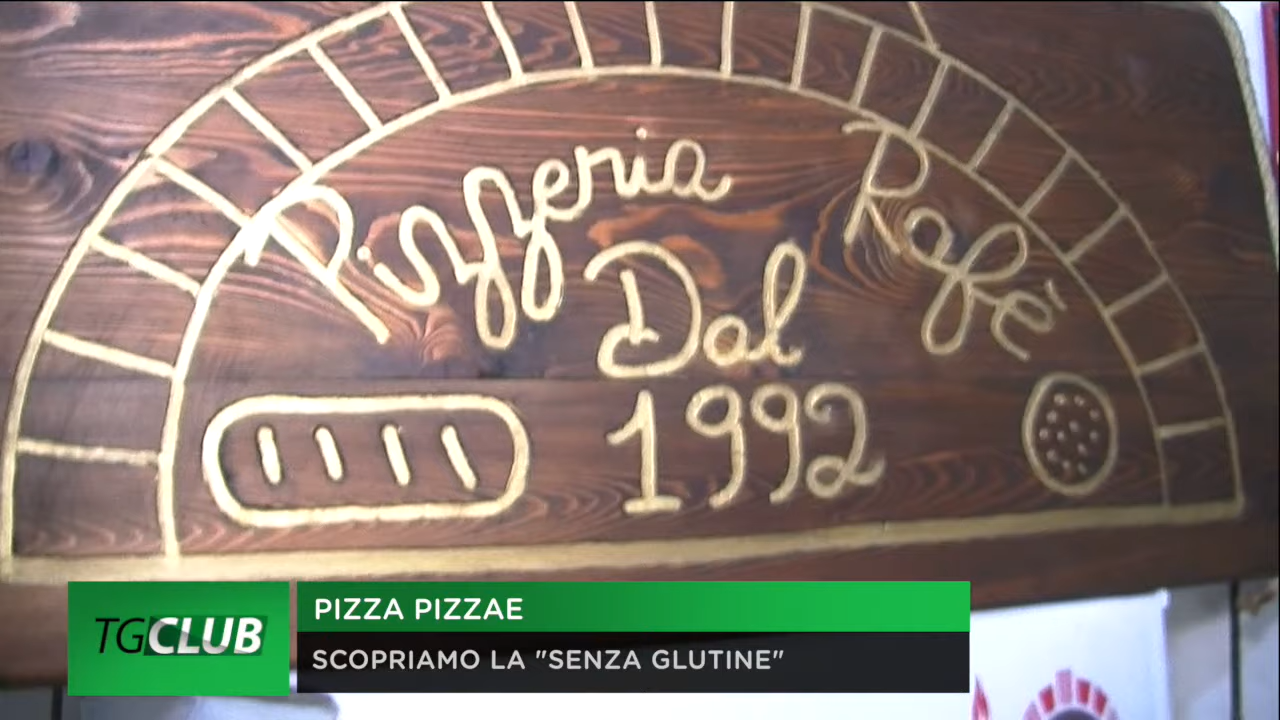 Pizzeria Rafè
Dal
1992
TGCLUB
PIZZA PIZZAE
SCOPRIAMO LA "SENZA GLUTINE"